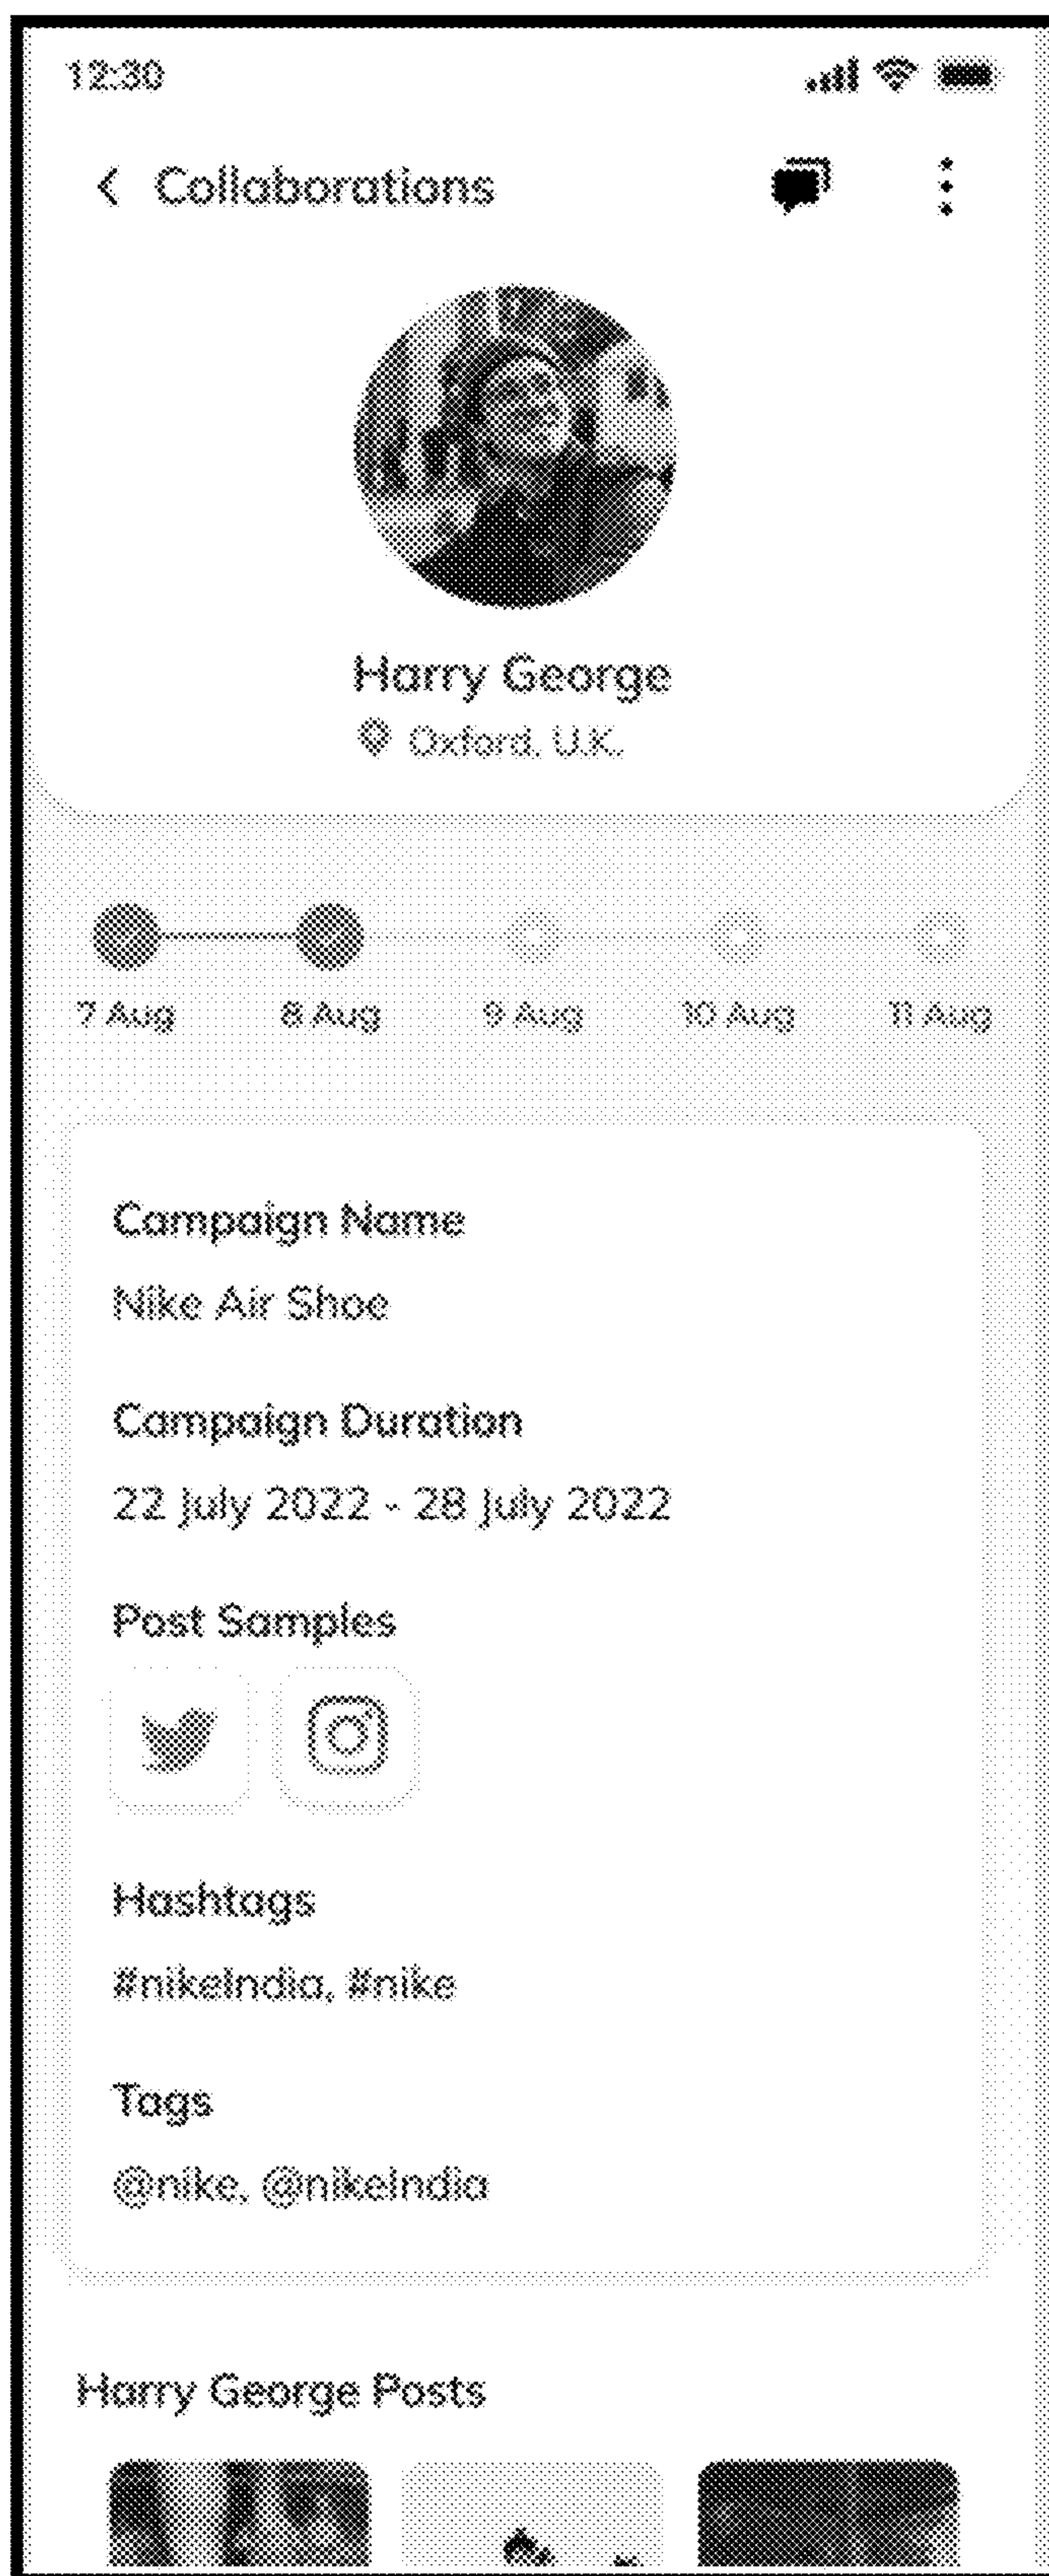 12:30
Collaborations
Harry George
Oxford, U.K.
7 Aug 8 Aug 9 Aug 10 Aug 11 Aug
Campaign Name
Nike Air Shoe
Campaign Duration
22 July 2022 - 28 July 2022
Post Samples
Hashtags
#nikeIndia, #nike
Tags
@nike, @nikeIndia
Harry George Posts